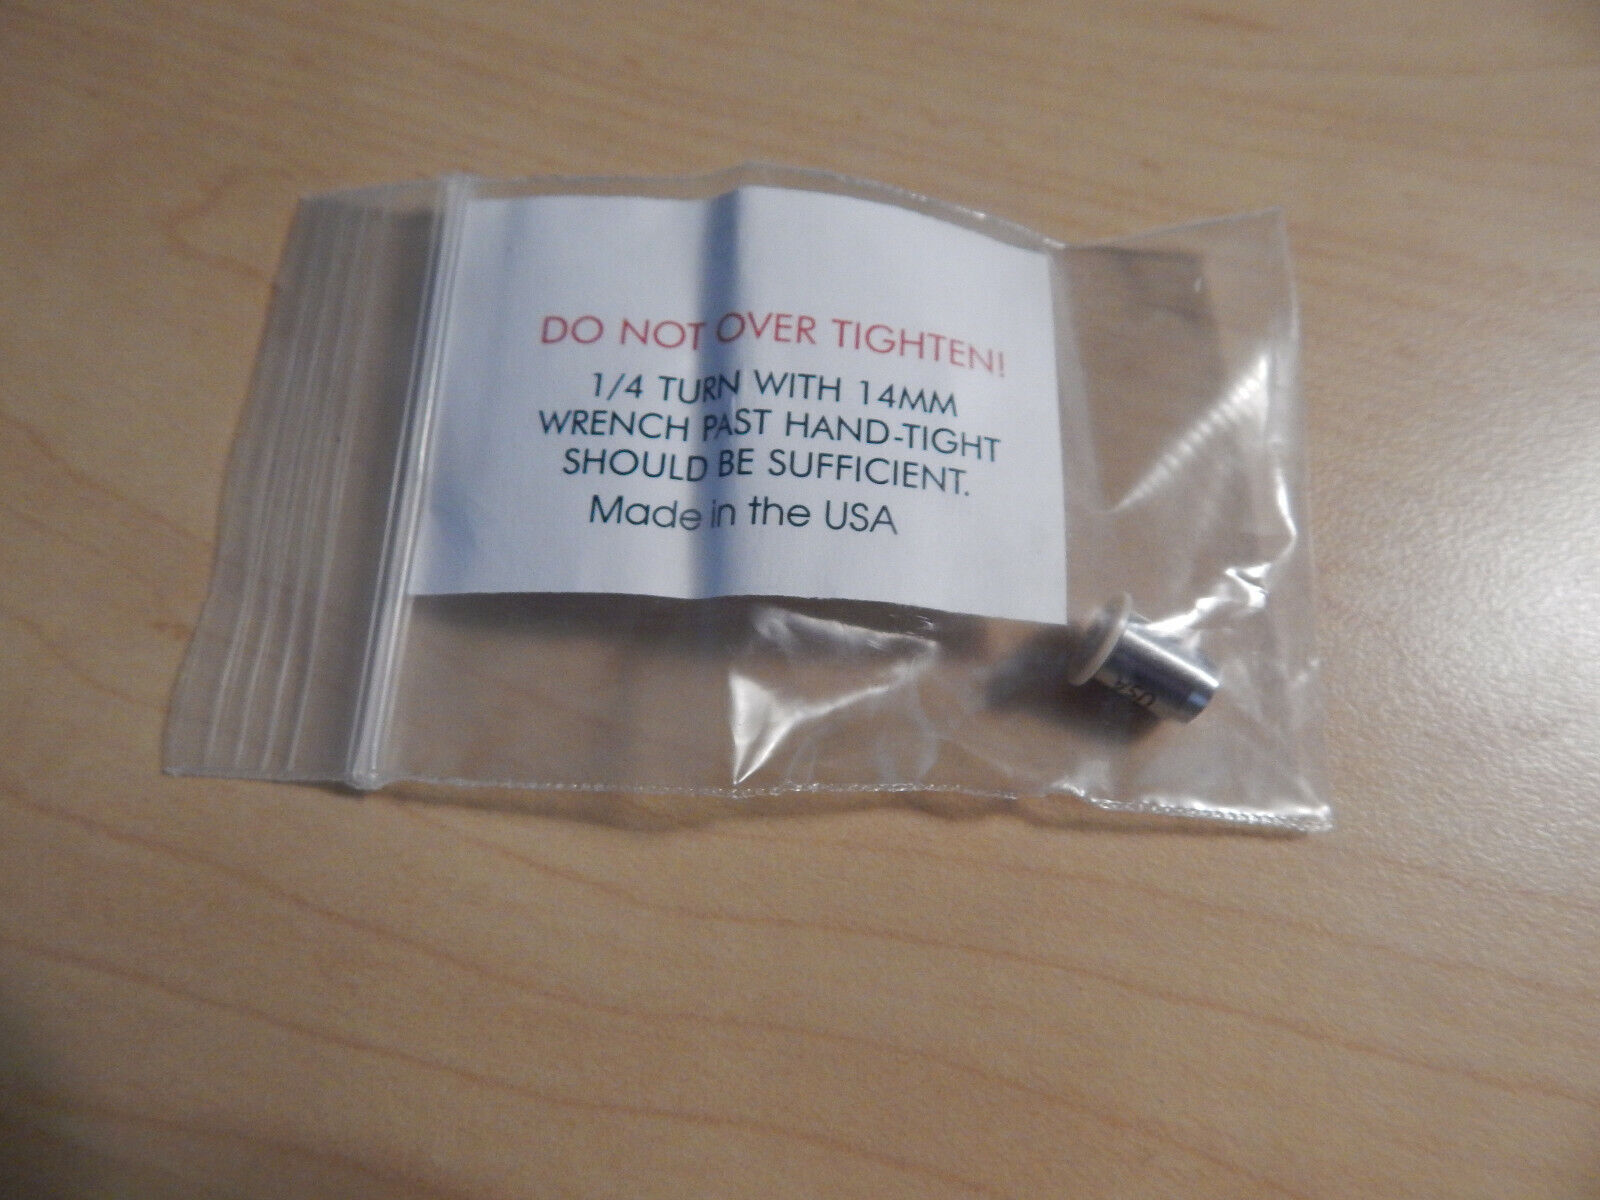 DO NOT OVER TIGHTEN!
1/4 TURN WITH 14MM
WRENCH PAST HAND-TIGHT
SHOULD BE SUFFICIENT.
Made in the USA
USA